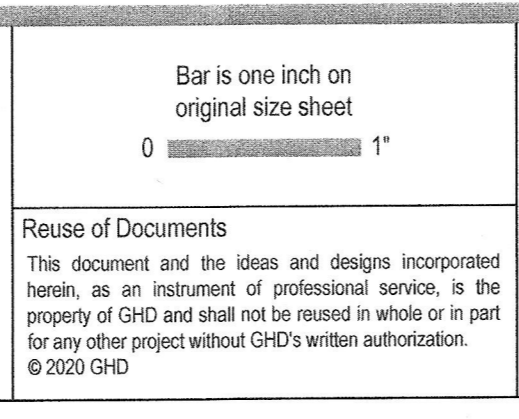 Bar is one inch on
original size sheet
0 1"
Reuse of Documents
This document and the ideas and designs incorporated
herein, as an instrument of professional service, is the
property of GHD and shall not be reused in whole or in part
for any other project without GHD's written authorization.
© 2020 GHD